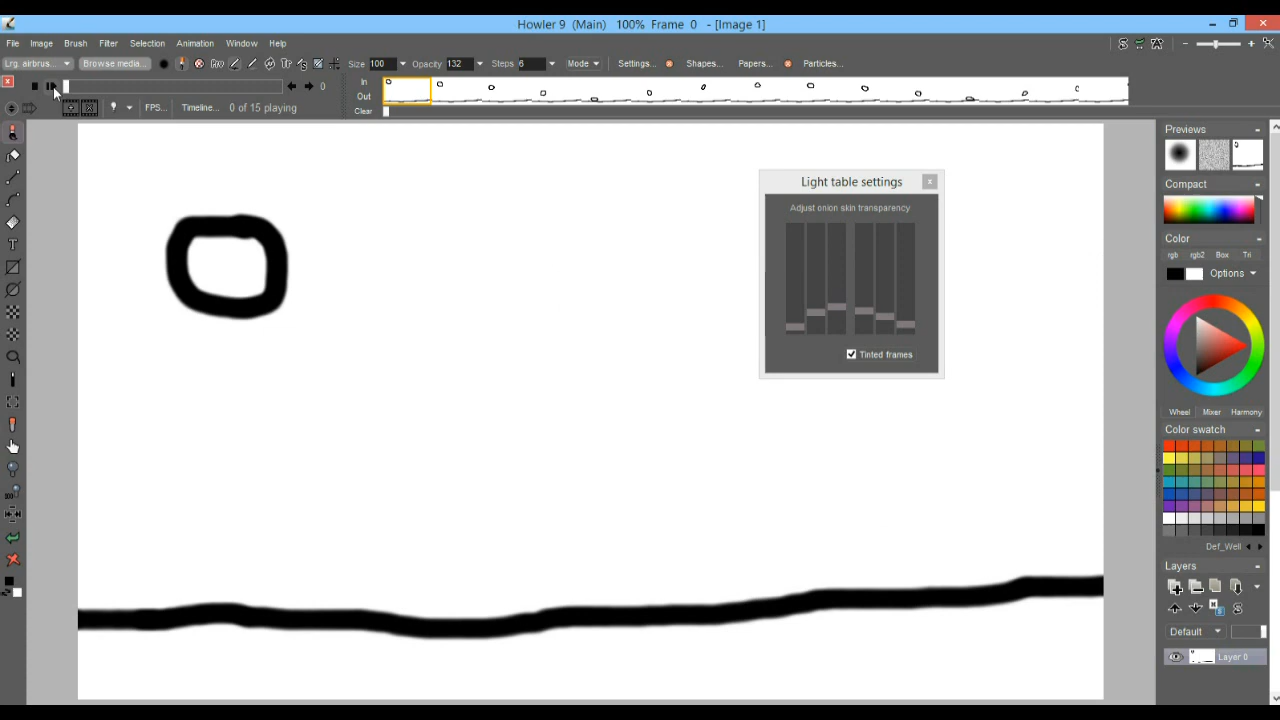 Howler 9 (Main) 100% Frame 0 - [Image 1]
File Image Brush Filter Selection Animation Window Help
Lrg. airbrus... Browse media... Size 100 Opacity 132 Steps 6 Mode Settings... Shapes... Papers... Particles...
0 In
Out
FPS... Timeline... 0 of 15 playing Clear
Previews
Light table settings
Compact
Adjust onion skin transparency
Color
rgb rgb2 Box Tri
Options
Tinted frames
Wheel Mixer Harmony
Color swatch
Def_Well
Layers
Default
Layer 0